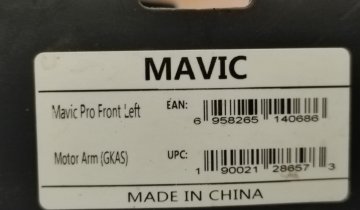 MAVIC
Mavic Pro Front Left EAN:
6 958265 140686
Motor Arm (GKAS) UPC:
1 90021 28657 3
MADE IN CHINA